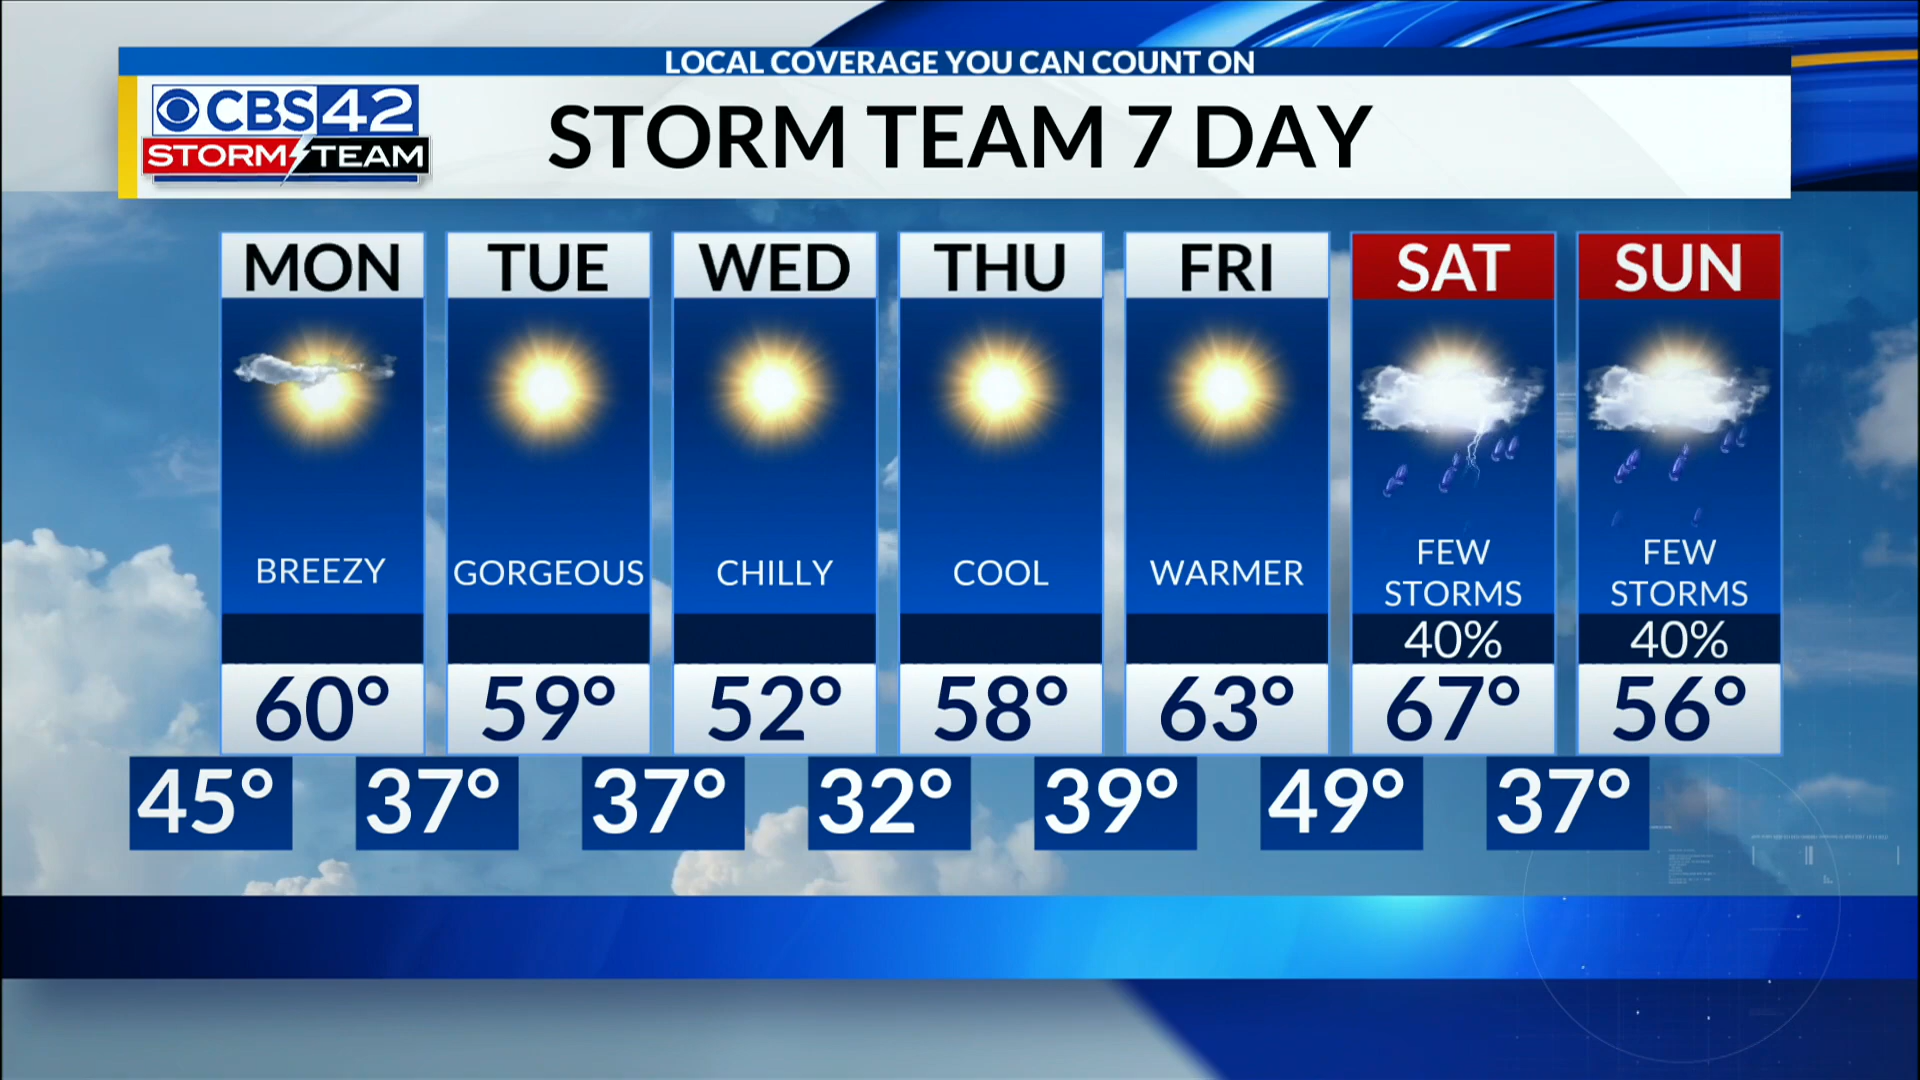 LOCAL COVERAGE YOU CAN COUNT ON
CBS 42
STORM TEAM
STORM TEAM 7 DAY
MON TUE WED THU FRI SAT SUN
BREEZY GORGEOUS CHILLY COOL WARMER FEW STORMS FEW STORMS
40% 40%
60° 59° 52° 58° 63° 67° 56°
45° 37° 37° 32° 39° 49° 37°